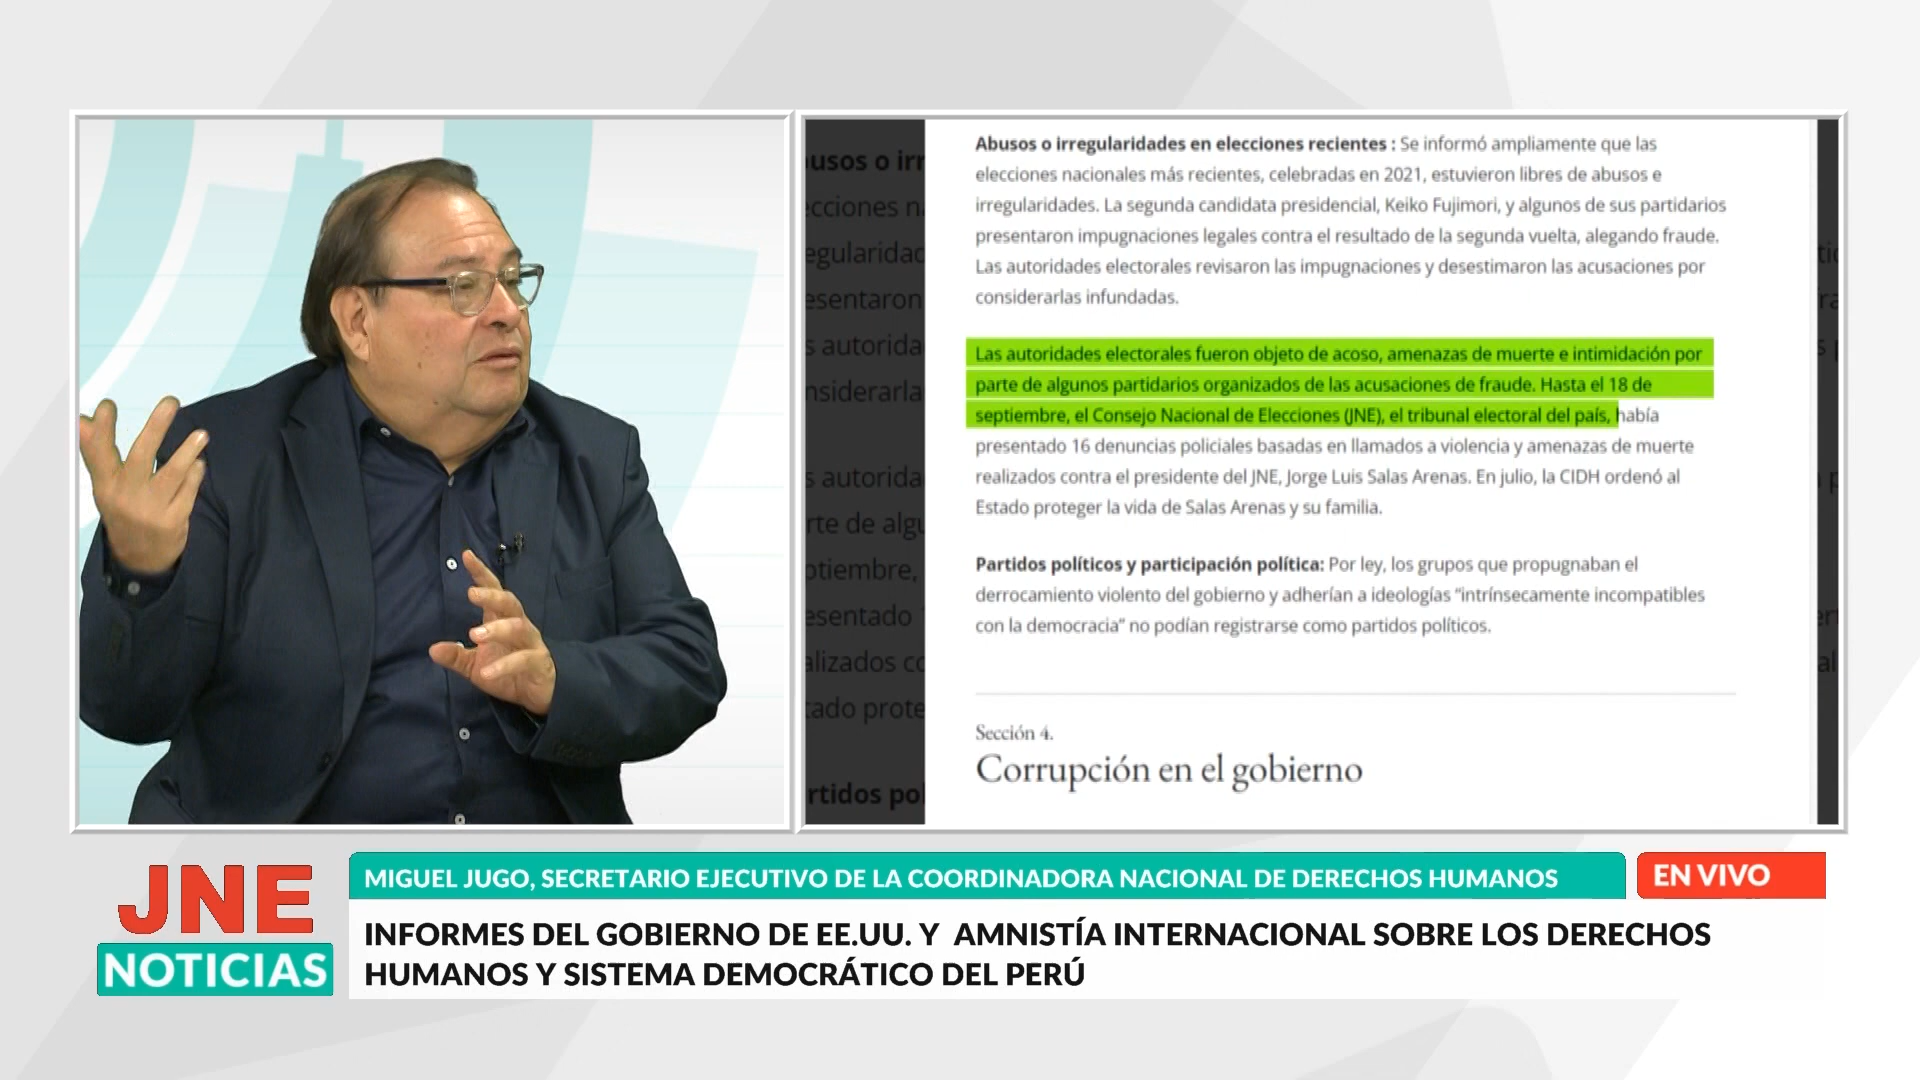 Abusos o irregularidades en elecciones recientes : Se informó ampliamente que las
elecciones nacionales más recientes, celebradas en 2021, estuvieron libres de abusos e
irregularidades. La segunda candidata presidencial, Keiko Fujimori, y algunos de sus partidarios
presentaron impugnaciones legales contra el resultado de la segunda vuelta, alegando fraude.
Las autoridades electorales revisaron las impugnaciones y desestimaron las acusaciones por
considerarlas infundadas.
Las autoridades electorales fueron objeto de acoso, amenazas de muerte e intimidación por
parte de algunos partidarios organizados de las acusaciones de fraude. Hasta el 18 de
septiembre, el Consejo Nacional de Elecciones (JNE), el tribunal electoral del país, había
presentado 16 denuncias policiales basadas en llamados a violencia y amenazas de muerte
realizados contra el presidente del JNE, Jorge Luis Salas Arenas. En julio, la CIDH ordenó al
Estado proteger la vida de Salas Arenas y su familia.
Partidos políticos y participación política: Por ley, los grupos que propugnaban el
derrocamiento violento del gobierno y adherían a ideologías “intrínsecamente incompatibles
con la democracia” no podían registrarse como partidos políticos.
Sección 4.
Corrupción en el gobierno
JNE
NOTICIAS
MIGUEL JUGO, SECRETARIO EJECUTIVO DE LA COORDINADORA NACIONAL DE DERECHOS HUMANOS
EN VIVO
INFORMES DEL GOBIERNO DE EE.UU. Y AMNISTÍA INTERNACIONAL SOBRE LOS DERECHOS
HUMANOS Y SISTEMA DEMOCRÁTICO DEL PERÚ